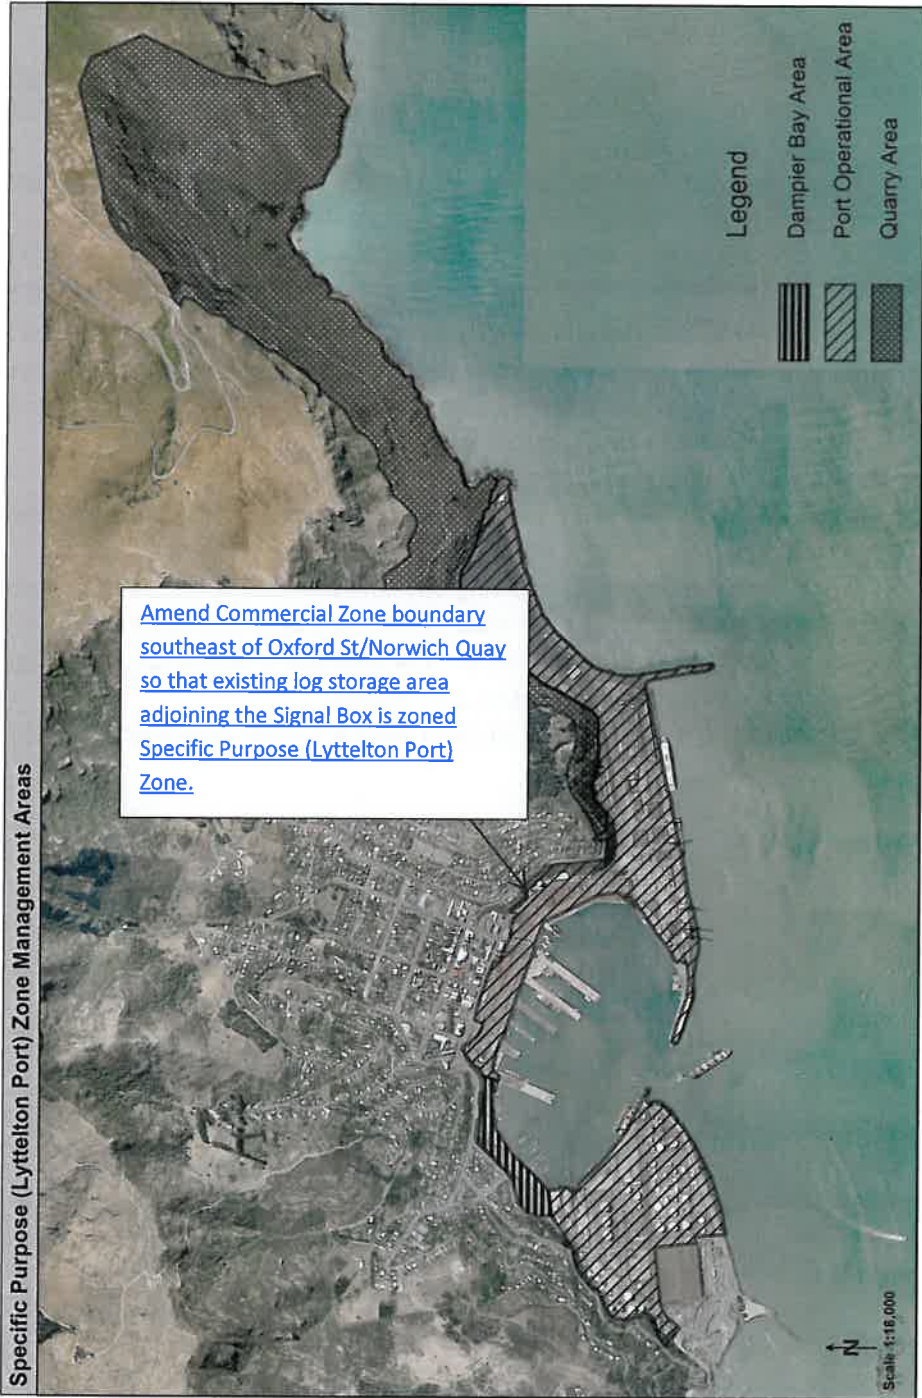 Specific Purpose (Lyttelton Port) Zone Management Areas
Amend Commercial Zone boundary
southeast of Oxford St/Norwich Quay
so that existing log storage area
adjoining the Signal Box is zoned
Specific Purpose (Lyttelton Port)
Zone.
Legend
Dampier Bay Area
Port Operational Area
Quarry Area
N
Scale 1:16,000